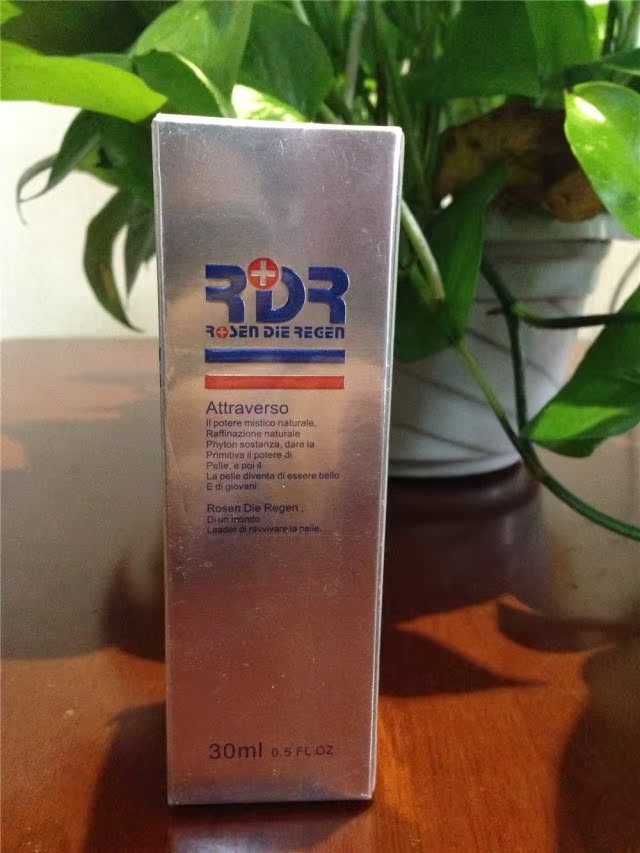 RDR
ROSEN DIE REGEN
Attraverso
Il potere mistico naturale,
Raffinazione naturale
Phyton sostanza, dare la
Primitiva il potere di
Pelle, e poi il
La pelle diventa di essere bello
E di giovani.
Rosen Die Regen ,
Di un mondo
Leader di ravvivare la pelle.
30ml 0.5 FL.OZ